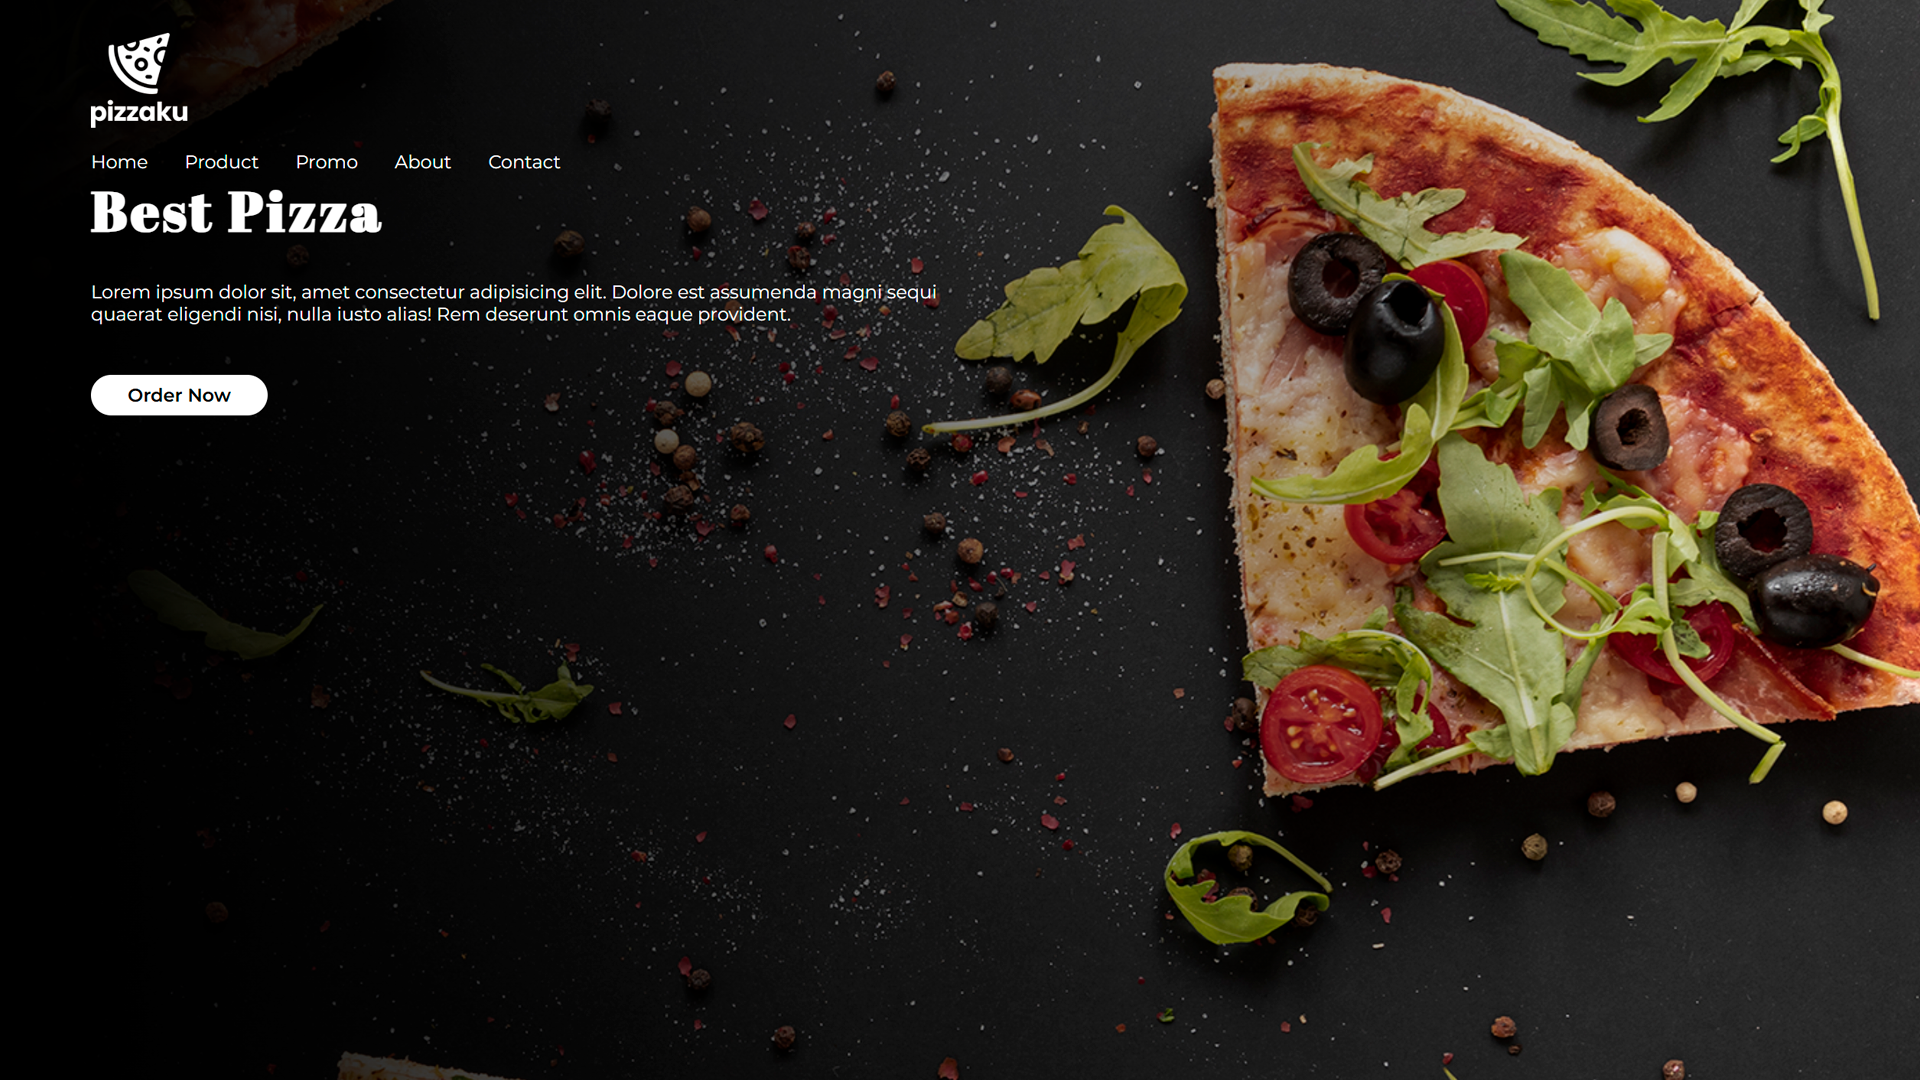 pizzaku
Home Product Promo About Contact
Best Pizza
Lorem ipsum dolor sit, amet consectetur adipisicing elit. Dolore est assumenda magni sequi
quaerat eligendi nisi, nulla iusto alias! Rem deserunt omnis eaque provident.
Order Now